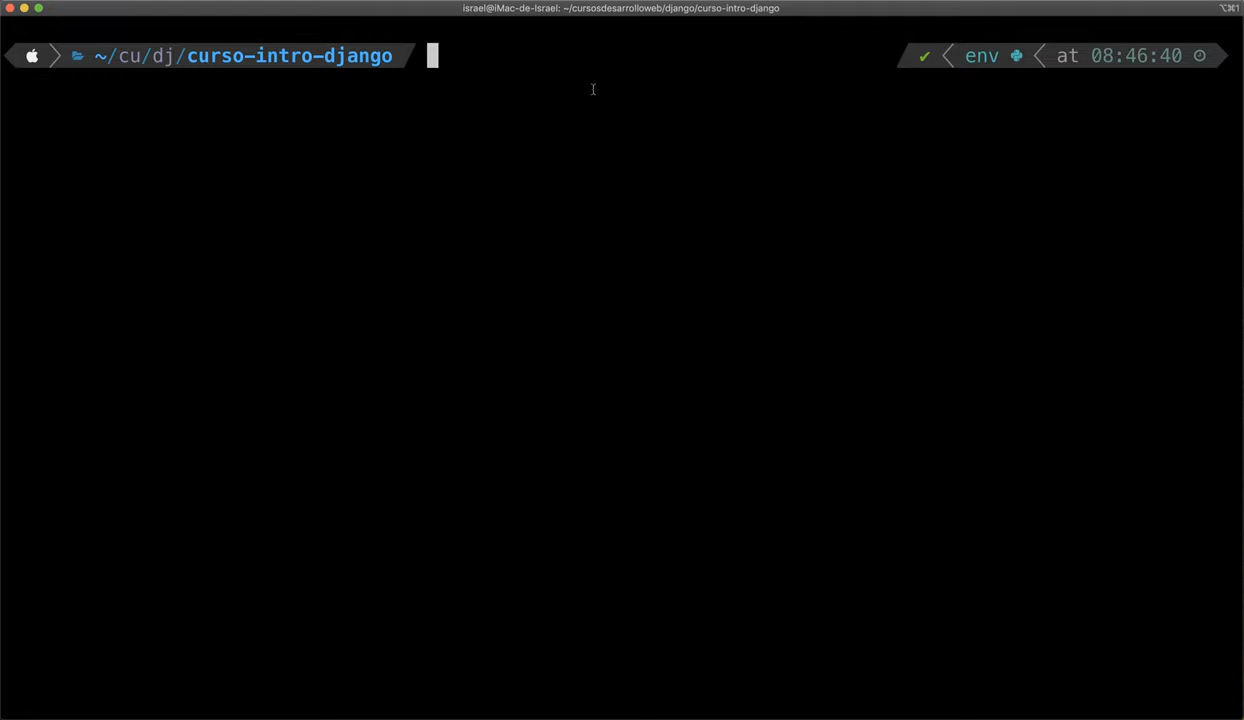 israel@iMac-de-Israel: ~/cursosdesarrolloweb/django/curso-intro-django
⌥⌘1
~/cu/dj/curso-intro-django
✔ env at 08:46:40